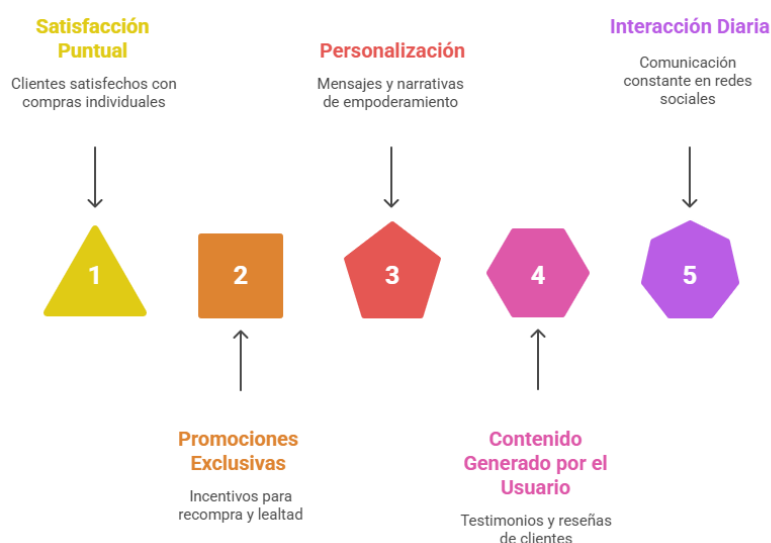 Satisfacción
Puntual
Clientes satisfechos con
compras individuales
Personalización
Mensajes y narrativas
de empoderamiento
Interacción Diaria
Comunicación
constante en redes
sociales
1
2
3
4
5
Promociones
Exclusivas
Incentivos para
recompra y lealtad
Contenido
Generado por el
Usuario
Testimonios y reseñas
de clientes